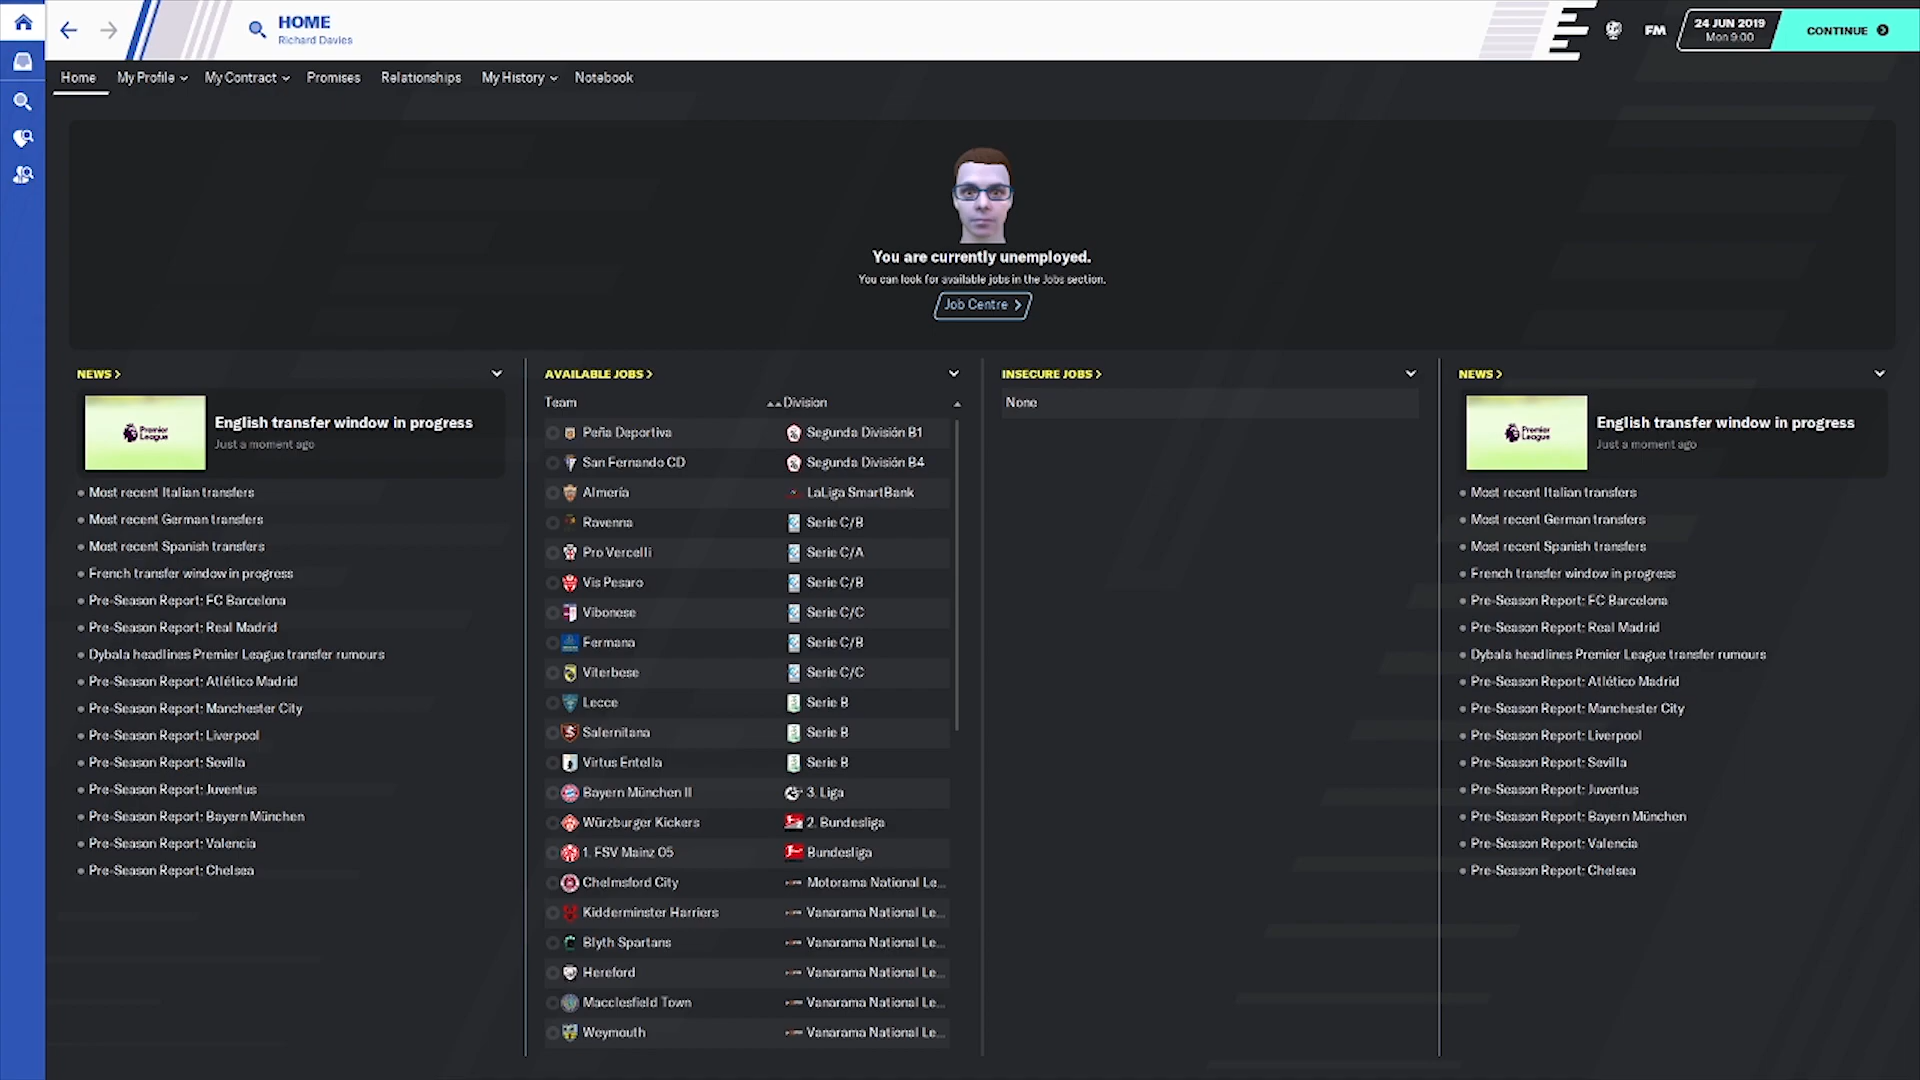 HOME
Richard Davies
FM
24 JUN 2019
Mon 9:00
CONTINUE
Home
My Profile
My Contract
Promises
Relationships
My History
Notebook
You are currently unemployed.
You can look for available jobs in the Jobs section.
Job Centre >
NEWS >
Premier League
English transfer window in progress
Just a moment ago
Most recent Italian transfers
Most recent German transfers
Most recent Spanish transfers
French transfer window in progress
Pre-Season Report: FC Barcelona
Pre-Season Report: Real Madrid
Dybala headlines Premier League transfer rumours
Pre-Season Report: Atlético Madrid
Pre-Season Report: Manchester City
Pre-Season Report: Liverpool
Pre-Season Report: Sevilla
Pre-Season Report: Juventus
Pre-Season Report: Bayern München
Pre-Season Report: Valencia
Pre-Season Report: Chelsea
AVAILABLE JOBS >
Team Division
Peña Deportiva Segunda División B1
San Fernando CD Segunda División B4
Almería LaLiga SmartBank
Ravenna Serie C/B
Pro Vercelli Serie C/A
Vis Pesaro Serie C/B
Vibonese Serie C/C
Fermana Serie C/B
Viterbese Serie C/C
Lecce Serie B
Salernitana Serie B
Virtus Entella Serie B
Bayern München II 3. Liga
Würzburger Kickers 2. Bundesliga
1. FSV Mainz 05 Bundesliga
Chelmsford City Motorama National Le...
Kidderminster Harriers Vanarama National Le...
Blyth Spartans Vanarama National Le...
Hereford Vanarama National Le...
Macclesfield Town Vanarama National Le...
Weymouth Vanarama National Le...
INSECURE JOBS >
None
NEWS >
Premier League
English transfer window in progress
Just a moment ago
Most recent Italian transfers
Most recent German transfers
Most recent Spanish transfers
French transfer window in progress
Pre-Season Report: FC Barcelona
Pre-Season Report: Real Madrid
Dybala headlines Premier League transfer rumours
Pre-Season Report: Atlético Madrid
Pre-Season Report: Manchester City
Pre-Season Report: Liverpool
Pre-Season Report: Sevilla
Pre-Season Report: Juventus
Pre-Season Report: Bayern München
Pre-Season Report: Valencia
Pre-Season Report: Chelsea